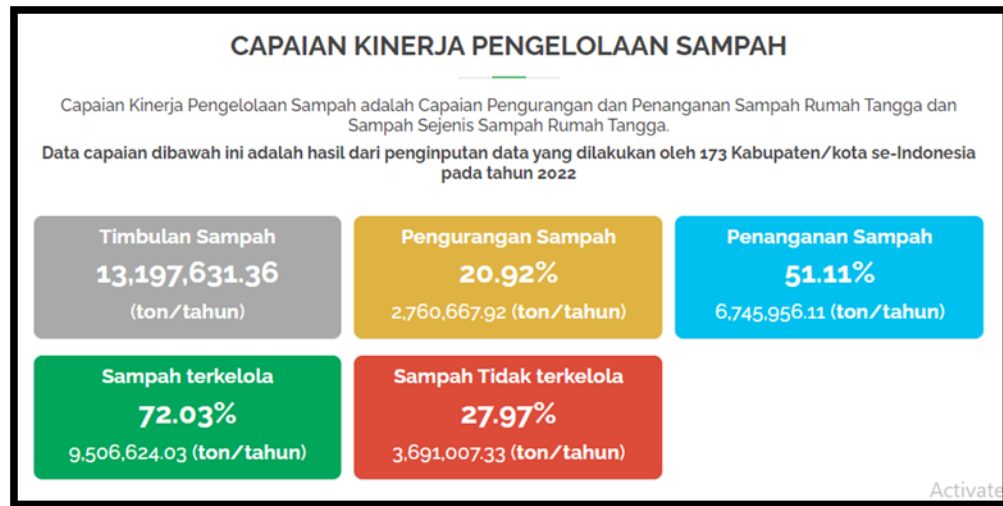 CAPAIAN KINERJA PENGELOLAAN SAMPAH
Capaian Kinerja Pengelolaan Sampah adalah Capaian Pengurangan dan Penanganan Sampah Rumah Tangga dan
Sampah Sejenis Sampah Rumah Tangga.
Data capaian dibawah ini adalah hasil dari penginputan data yang dilakukan oleh 173 Kabupaten/kota se-Indonesia
pada tahun 2022
Timbulan Sampah
13,197,631.36
(ton/tahun)
Pengurangan Sampah
20.92%
2,760,667.92 (ton/tahun)
Penanganan Sampah
51.11%
6,745,956.11 (ton/tahun)
Sampah terkelola
72.03%
9,506,624.03 (ton/tahun)
Sampah Tidak terkelola
27.97%
3,691,007.33 (ton/tahun)
Activate